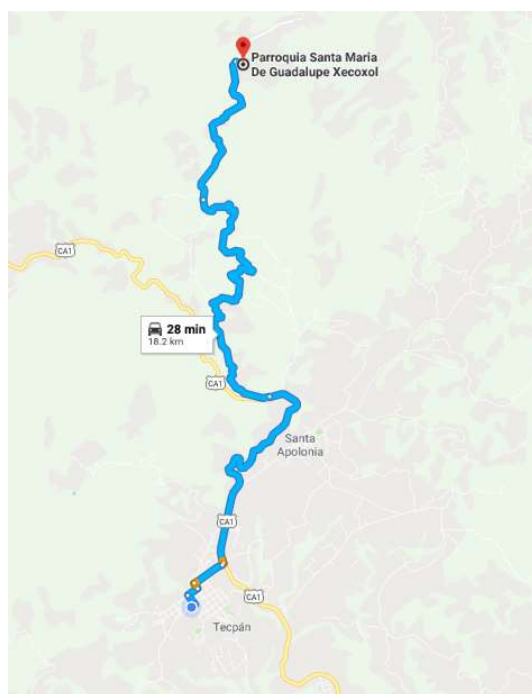 Parroquia Santa Maria
De Guadalupe Xecoxol
CA1
28 min
18.2 km
CA1
Santa
Apolonia
CA1
CA1
Tecpán